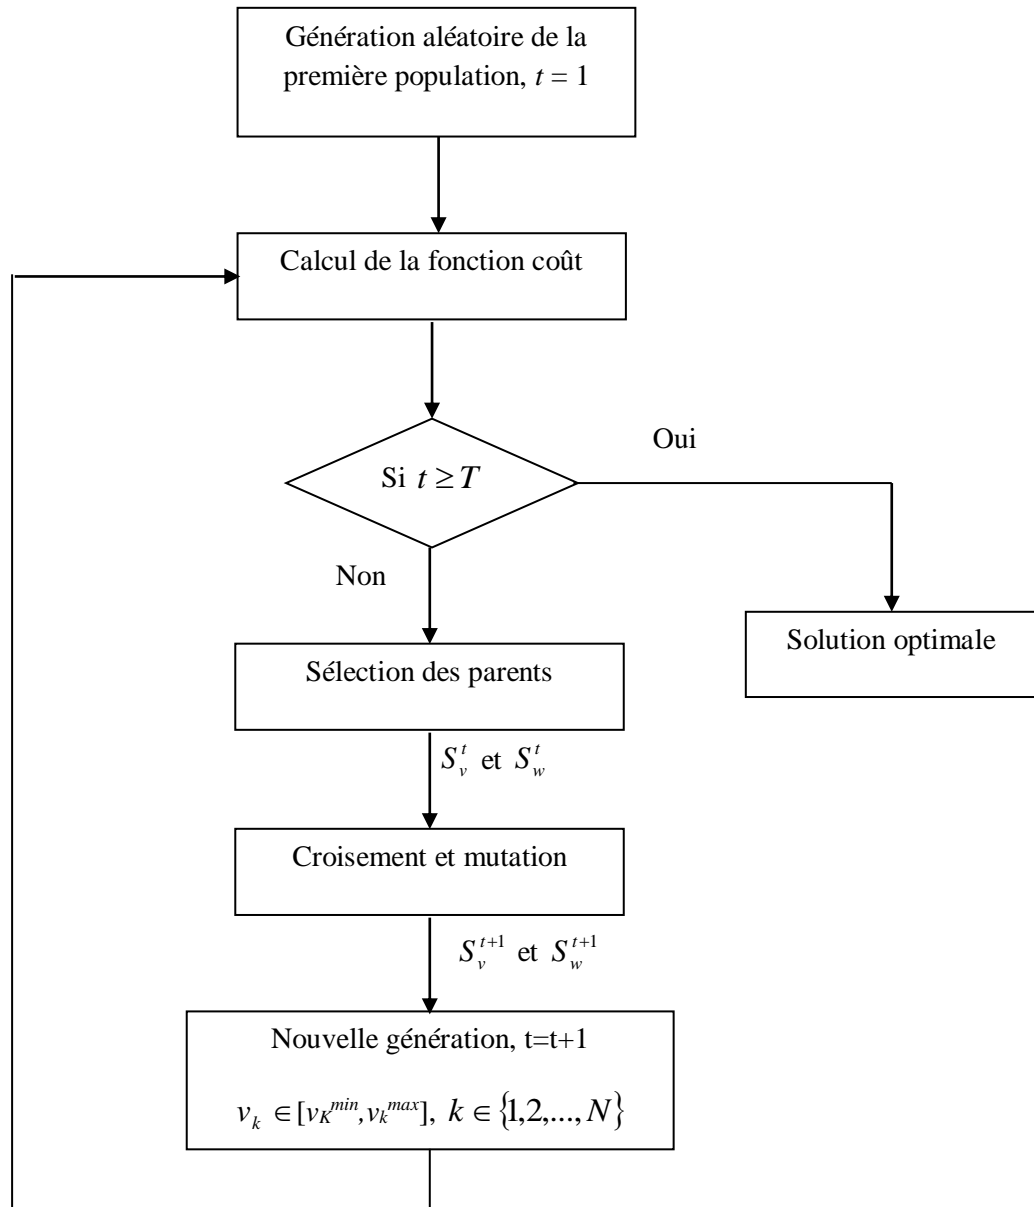 Génération aléatoire de la
première population, t = 1
Calcul de la fonction coût
Oui
Si t ≥ T
Non
Solution optimale
Sélection des parents
S_v^t et S_w^t
Croisement et mutation
S_v^{t+1} et S_w^{t+1}
Nouvelle génération, t=t+1
v_k ∈ [v_K^{min},v_k^{max}], k ∈ {1,2,..., N}